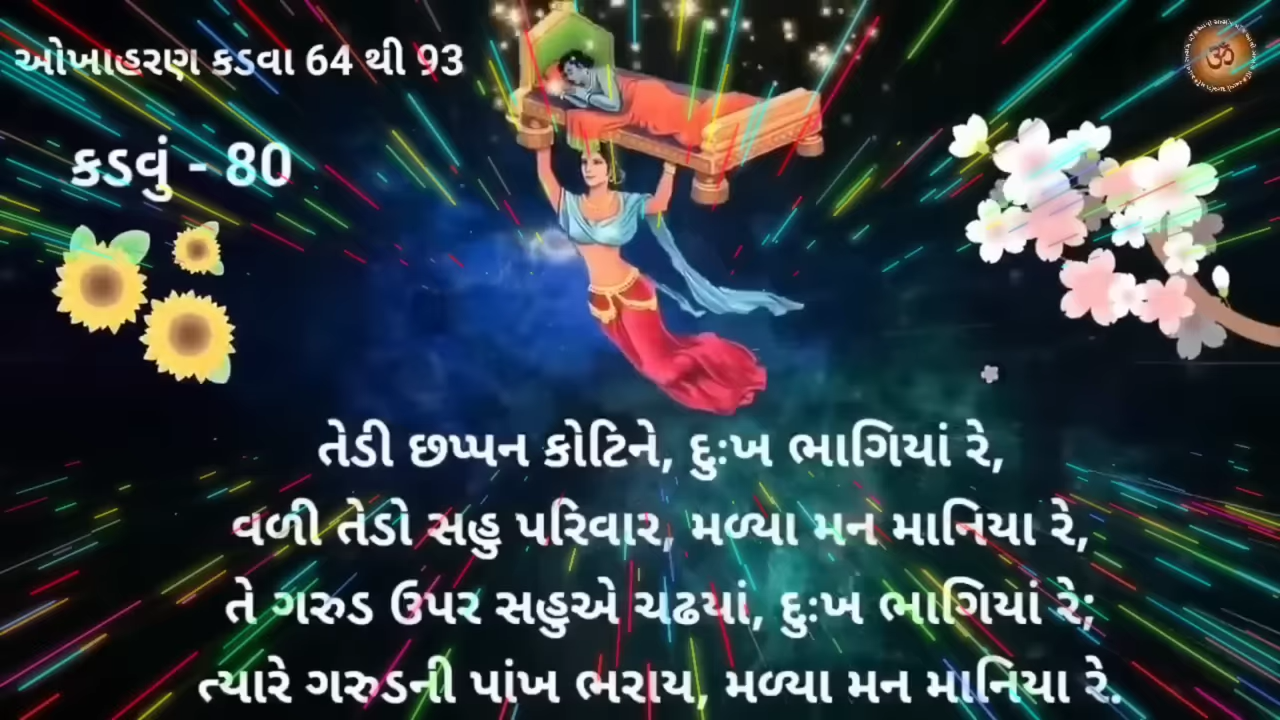 ઓખાહરણ કડવા 64 થી 93
કડવું - 80
ૐ
તેડી છપ્પન કોટિને, દુઃખ ભાગિયાં રે,
વળી તેડો સહુ પરિવાર, મળ્યા મન માનિયા રે,
તે ગરુડ ઉપર સહુએ ચઢયાં, દુઃખ ભાગિયાં રે;
ત્યારે ગરુડની પાંખ ભરાય, મળ્યા મન માનિયા રે.